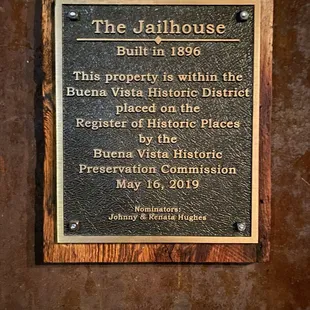 The Jailhouse
Built in 1896
This property is within the
Buena Vista Historic District
placed on the
Register of Historic Places
by the
Buena Vista Historic
Preservation Commission
May 16, 2019
Nominators:
Johnny & Renata Hughes